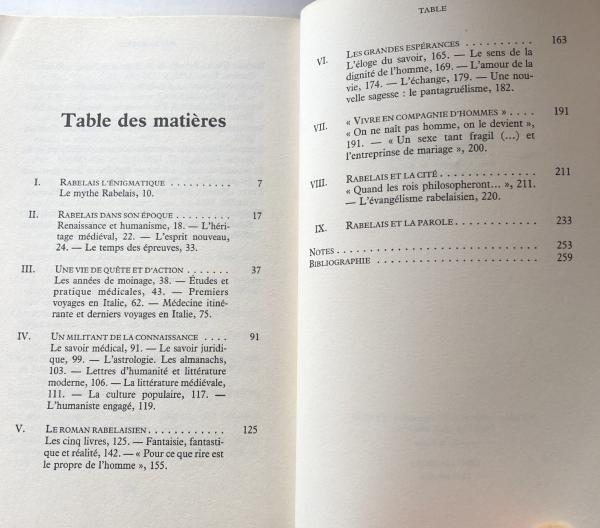 Table des matières
I. RABELAIS L'ÉNIGMATIQUE .......... 7
Le mythe Rabelais, 10.
II. RABELAIS DANS SON ÉPOQUE ......... 17
Renaissance et humanisme, 18. — L'héri-
tage médiéval, 22. — L'esprit nouveau,
24. — Le temps des épreuves, 33.
III. UNE VIE DE QUÊTE ET D'ACTION ....... 37
Les années de moinage, 38. — Études et
pratique médicales, 43. — Premiers
voyages en Italie, 62. — Médecine itiné-
rante et derniers voyages en Italie, 75.
IV. UN MILITANT DE LA CONNAISSANCE .... 91
Le savoir médical, 91. — Le savoir juridi-
que, 99. — L'astrologie. Les almanachs,
103. — Lettres d'humanité et littérature
moderne, 106. — La littérature médiévale,
111. — La culture populaire, 117. —
L'humaniste engagé, 119.
V. LE ROMAN RABELAISIEN ............ 125
Les cinq livres, 125. — Fantaisie, fantasti-
que et réalité, 142. — « Pour ce que rire est
le propre de l'homme », 155.
TABLE
VI. LES GRANDES ESPÉRANCES .......... 163
L'éloge du savoir, 165. — Le sens de la
dignité de l'homme, 169. — L'amour de la
vie, 174. — L'échange, 179. — Une nou-
velle sagesse : le pantagruélisme, 182.
VII. « VIVRE EN COMPAGNIE D'HOMMES » .... 191
« On ne naît pas homme, on le devient »,
191. — « Un sexe tant fragil (...) et
l'entreprinse de mariage », 200.
VIII. RABELAIS ET LA CITÉ .............. 211
« Quand les rois philosopheront... », 211.
— L'évangélisme rabelaisien, 220.
IX. RABELAIS ET LA PAROLE ............ 233
NOTES .............................. 253
BIBLIOGRAPHIE ........................ 259